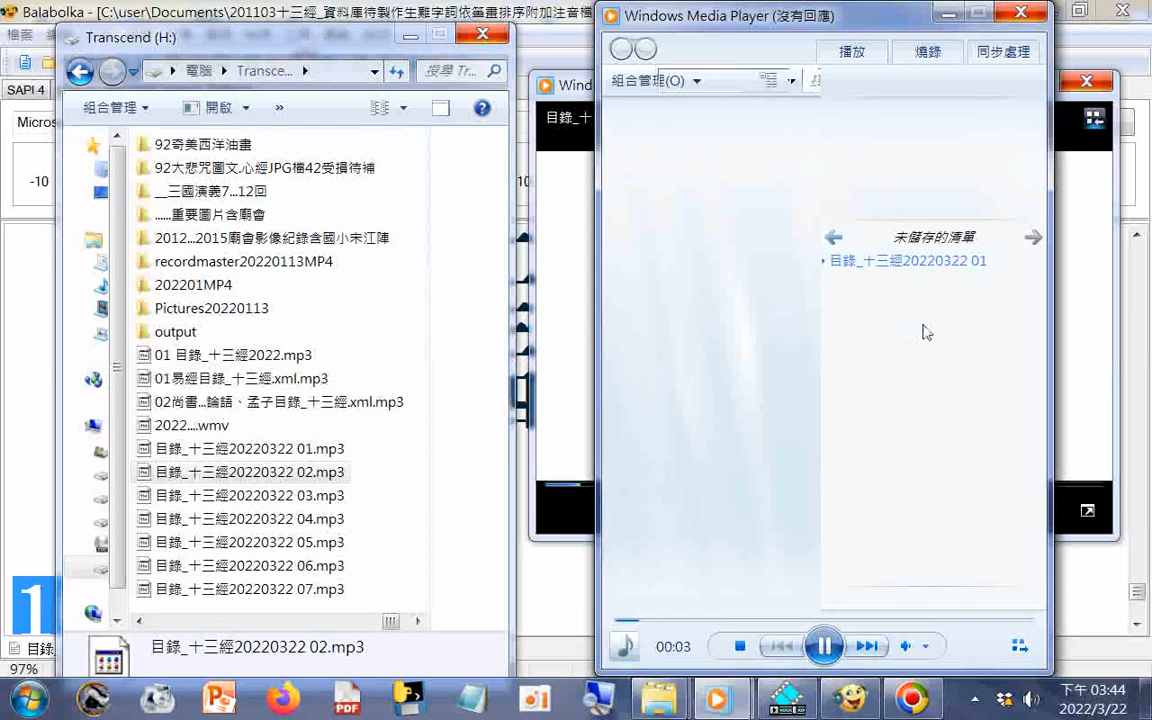 Balabolka - [C:\user\Documents\201103十三經_資料庫待製作生難字詞依筆畫排序附加注音檔
檔案
SAPI 4
Micros
-10
10
97%
目錄
Transcend (H:)
電腦
Transce...
搜尋 Tr...
組合管理
開啟
»
92奇美西洋油畫
92大悲咒圖文.心經JPG檔42受損待補
__三國演義7...12回
......重要圖片含廟會
2012...2015廟會影像紀錄含國小宋江陣
recordmaster20220113MP4
202201MP4
Pictures20220113
output
01 目錄_十三經2022.mp3
01易經目錄_十三經.xml.mp3
02尚書...論語、孟子目錄_十三經.xml.mp3
2022....wmv
目錄_十三經20220322 01.mp3
目錄_十三經20220322 02.mp3
目錄_十三經20220322 03.mp3
目錄_十三經20220322 04.mp3
目錄_十三經20220322 05.mp3
目錄_十三經20220322 06.mp3
目錄_十三經20220322 07.mp3
目錄_十三經20220322 02.mp3
Wind
目錄_十
Windows Media Player (沒有回應)
播放
燒錄
同步處理
組合管理(O)
未儲存的清單
目錄_十三經20220322 01
00:03
PDF
下午 03:44
2022/3/22